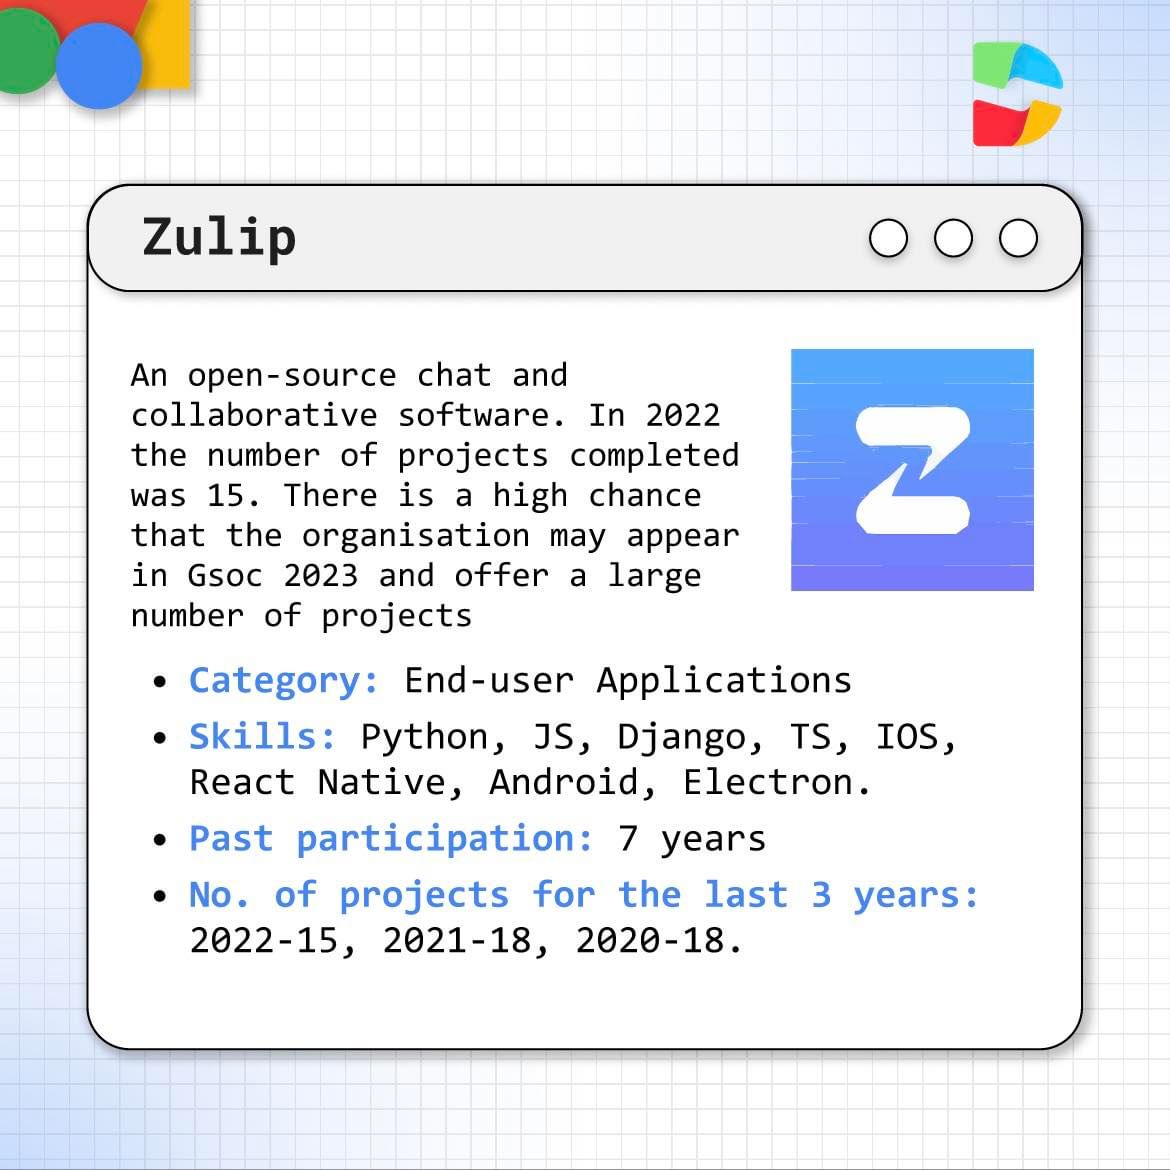 Zulip
An open-source chat and
collaborative software. In 2022
the number of projects completed
was 15. There is a high chance
that the organisation may appear
in Gsoc 2023 and offer a large
number of projects
• Category: End-user Applications
• Skills: Python, JS, Django, TS, IOS,
React Native, Android, Electron.
• Past participation: 7 years
• No. of projects for the last 3 years:
2022-15, 2021-18, 2020-18.